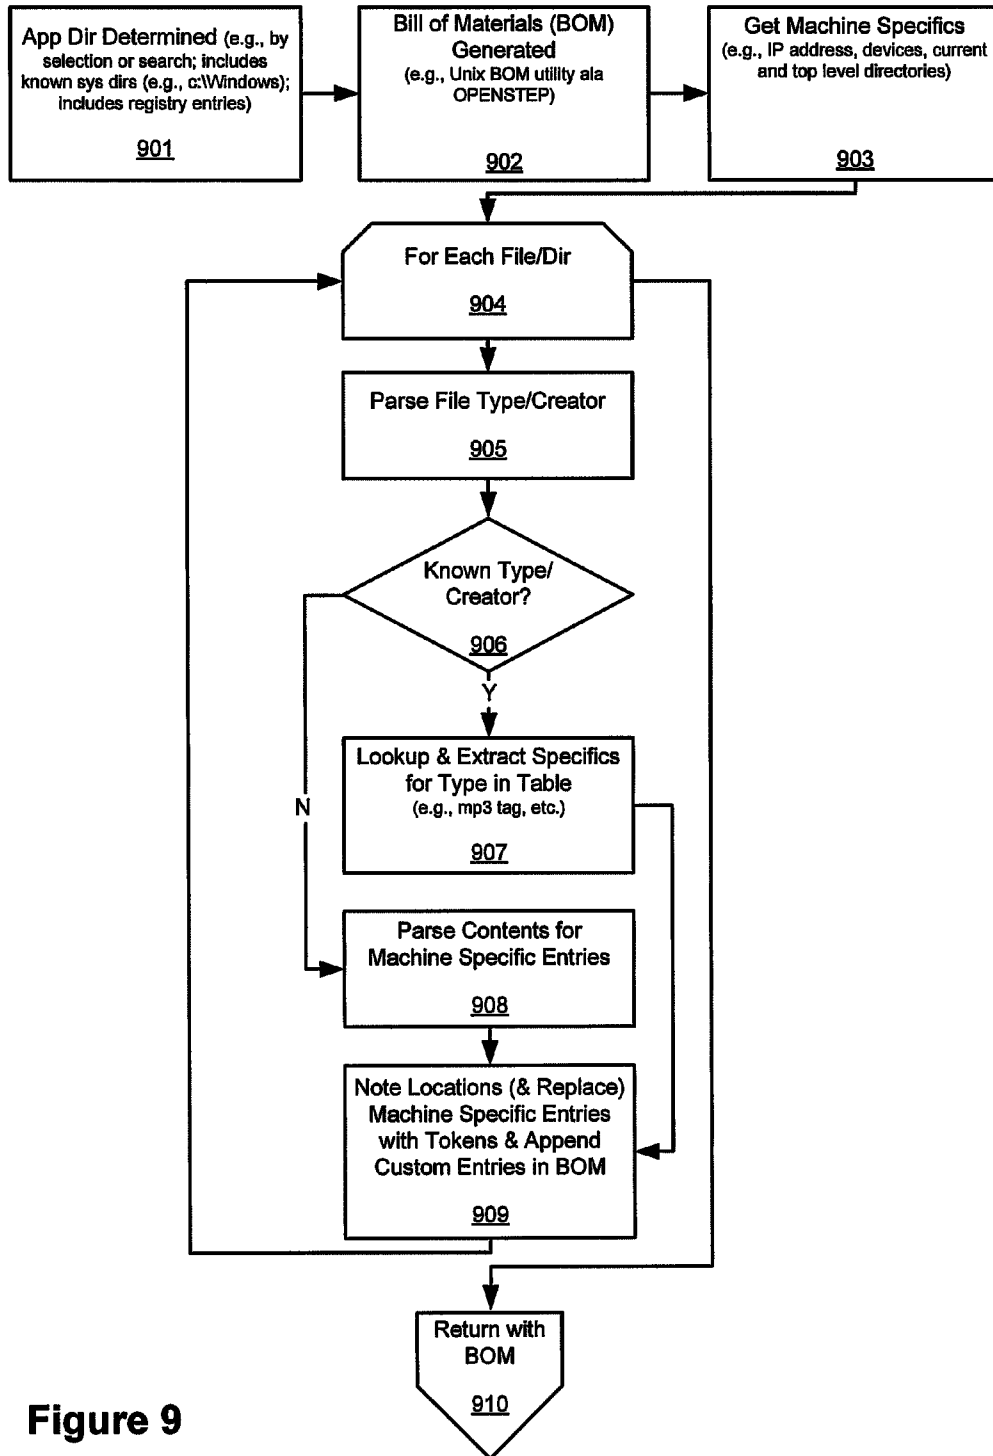 App Dir Determined (e.g., by
selection or search; includes
known sys dirs (e.g., c:\Windows);
includes registry entries)
901
Bill of Materials (BOM)
Generated
(e.g., Unix BOM utility ala
OPENSTEP)
902
Get Machine Specifics
(e.g., IP address, devices, current
and top level directories)
903
For Each File/Dir
904
Parse File Type/Creator
905
Known Type/
Creator?
906
Y
N
Lookup & Extract Specifics
for Type in Table
(e.g., mp3 tag, etc.)
907
Parse Contents for
Machine Specific Entries
908
Note Locations (& Replace)
Machine Specific Entries
with Tokens & Append
Custom Entries in BOM
909
Return with
BOM
910
Figure 9